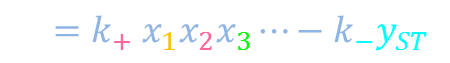 = k₊ x₁x₂x₃ ⋯ − k₋y_ST